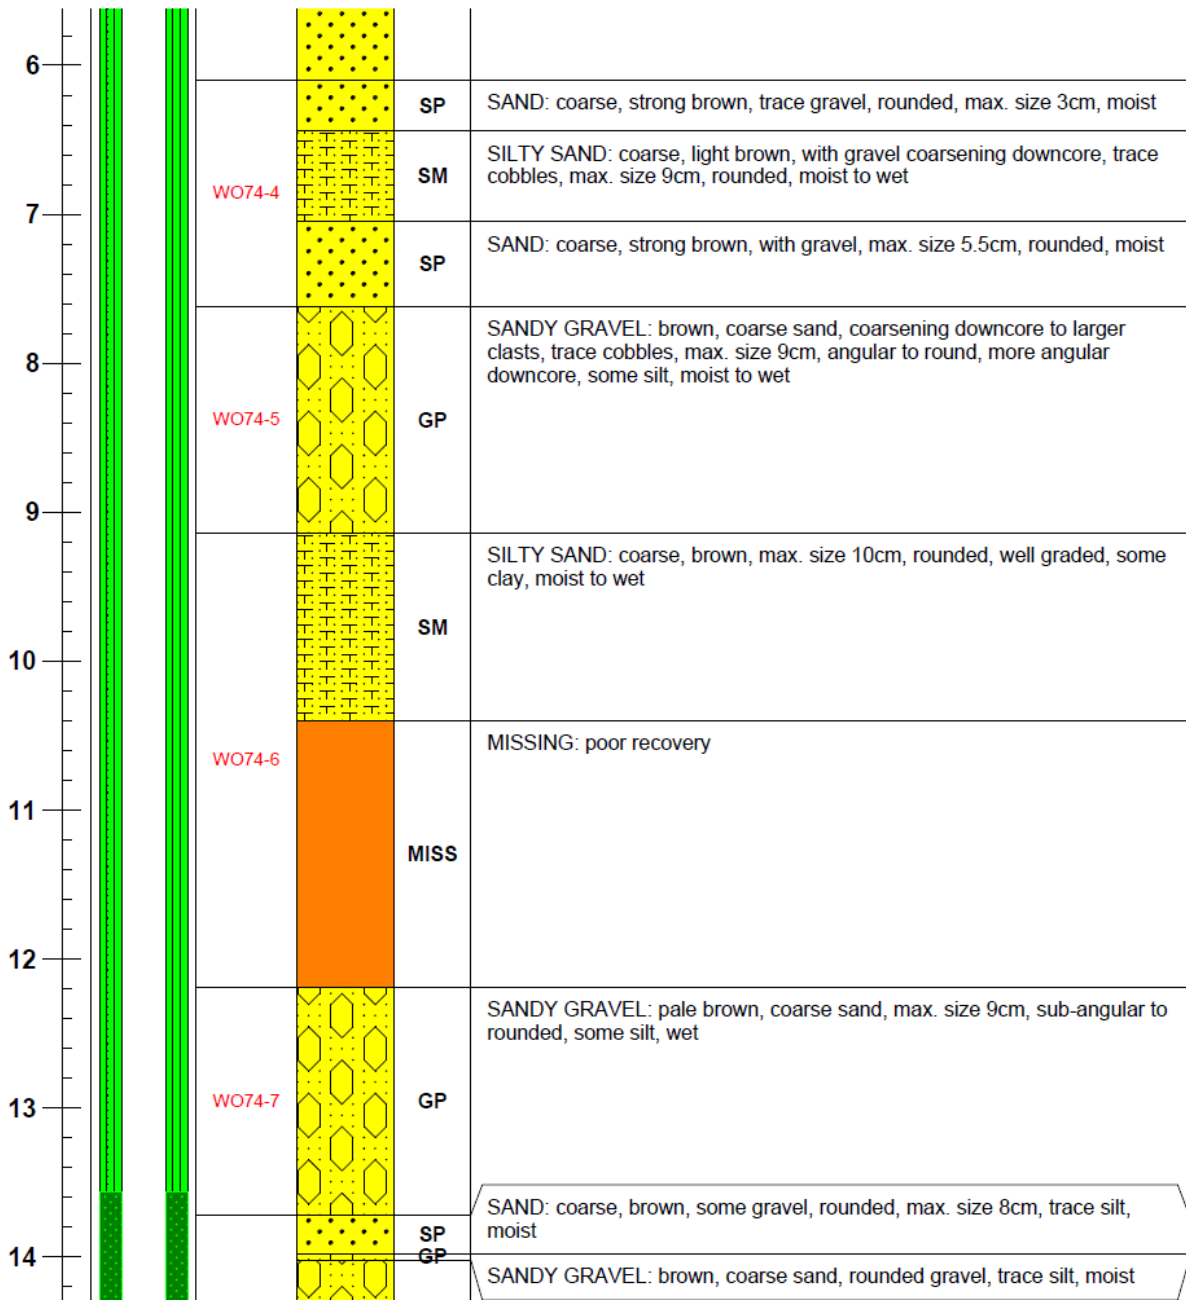 6
SP
SAND: coarse, strong brown, trace gravel, rounded, max. size 3cm, moist
WO74-4
SM
SILTY SAND: coarse, light brown, with gravel coarsening downcore, trace
cobbles, max. size 9cm, rounded, moist to wet
7
SP
SAND: coarse, strong brown, with gravel, max. size 5.5cm, rounded, moist
8
WO74-5
GP
SANDY GRAVEL: brown, coarse sand, coarsening downcore to larger
clasts, trace cobbles, max. size 9cm, angular to round, more angular
downcore, some silt, moist to wet
9
SM
SILTY SAND: coarse, brown, max. size 10cm, rounded, well graded, some
clay, moist to wet
10
WO74-6
MISSING: poor recovery
11
MISS
12
SANDY GRAVEL: pale brown, coarse sand, max. size 9cm, sub-angular to
rounded, some silt, wet
13
WO74-7
GP
SAND: coarse, brown, some gravel, rounded, max. size 8cm, trace silt,
moist
SP
14
GP
SANDY GRAVEL: brown, coarse sand, rounded gravel, trace silt, moist